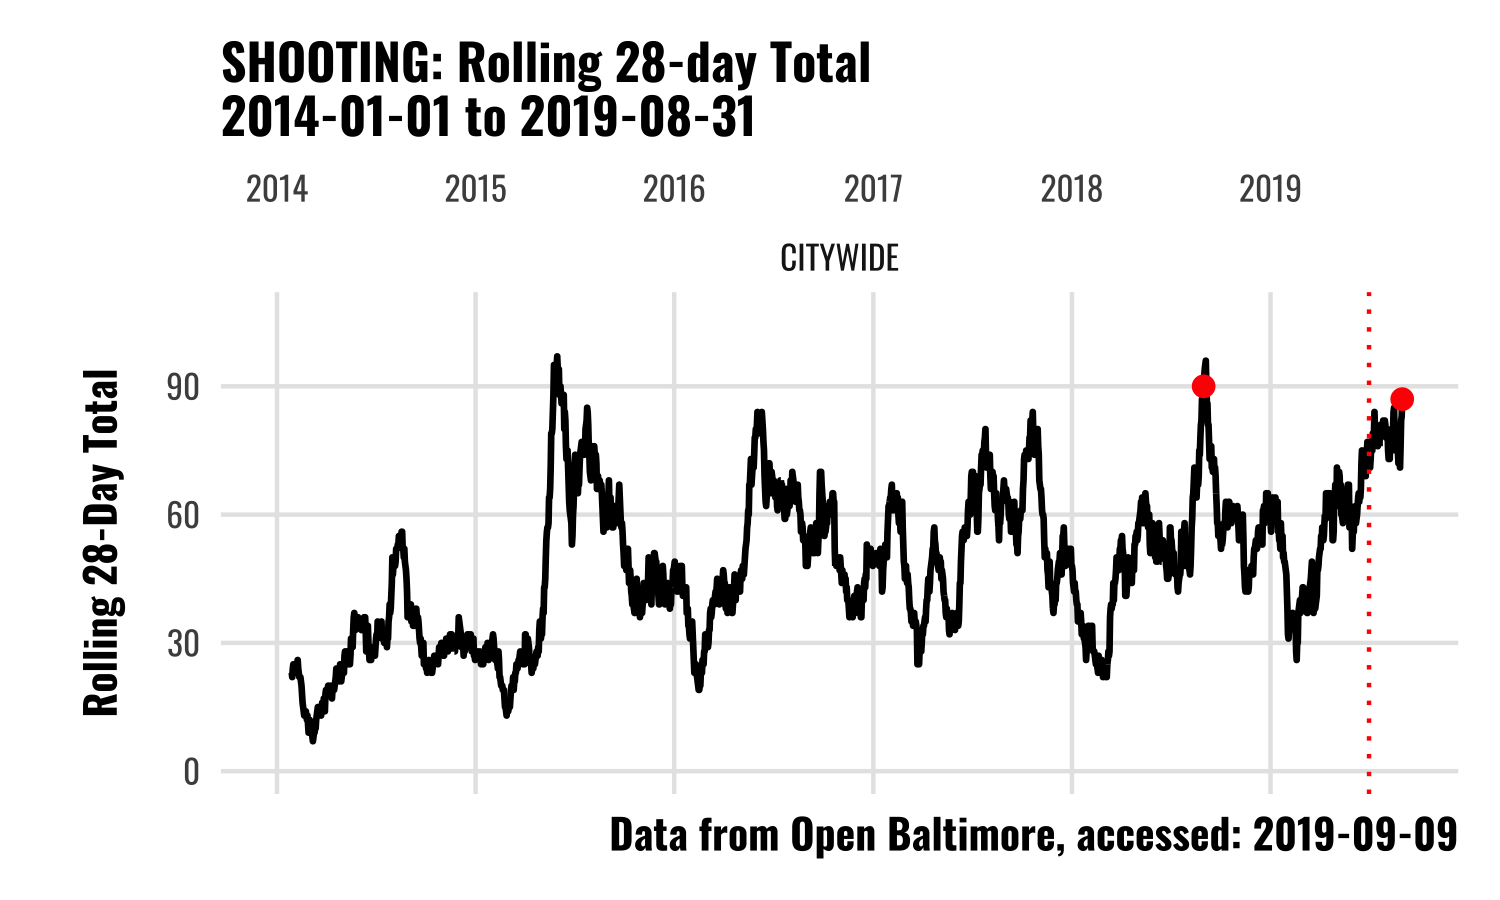 SHOOTING: Rolling 28-day Total
2014-01-01 to 2019-08-31
2014 2015 2016 2017 2018 2019
CITYWIDE
Rolling 28-Day Total
90
60
30
0
Data from Open Baltimore, accessed: 2019-09-09